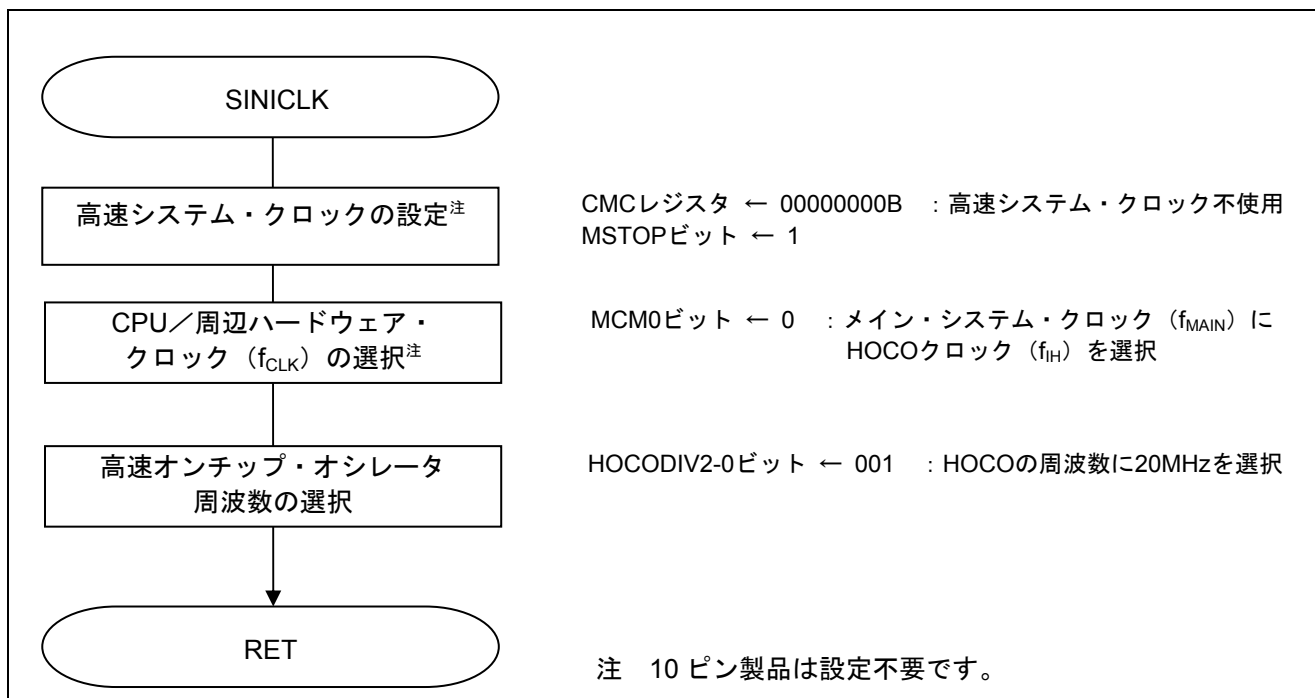 SINICLK
高速システム・クロックの設定注
CMCレジスタ ← 00000000B ：高速システム・クロック不使用
MSTOPビット ← 1
CPU／周辺ハードウェア・
クロック（fCLK）の選択注
MCM0ビット ← 0 ：メイン・システム・クロック（fMAIN）に
HOCOクロック（fIH）を選択
高速オンチップ・オシレータ
周波数の選択
HOCODIV2-0ビット ← 001 ：HOCOの周波数に20MHzを選択
RET
注 10 ピン製品は設定不要です。